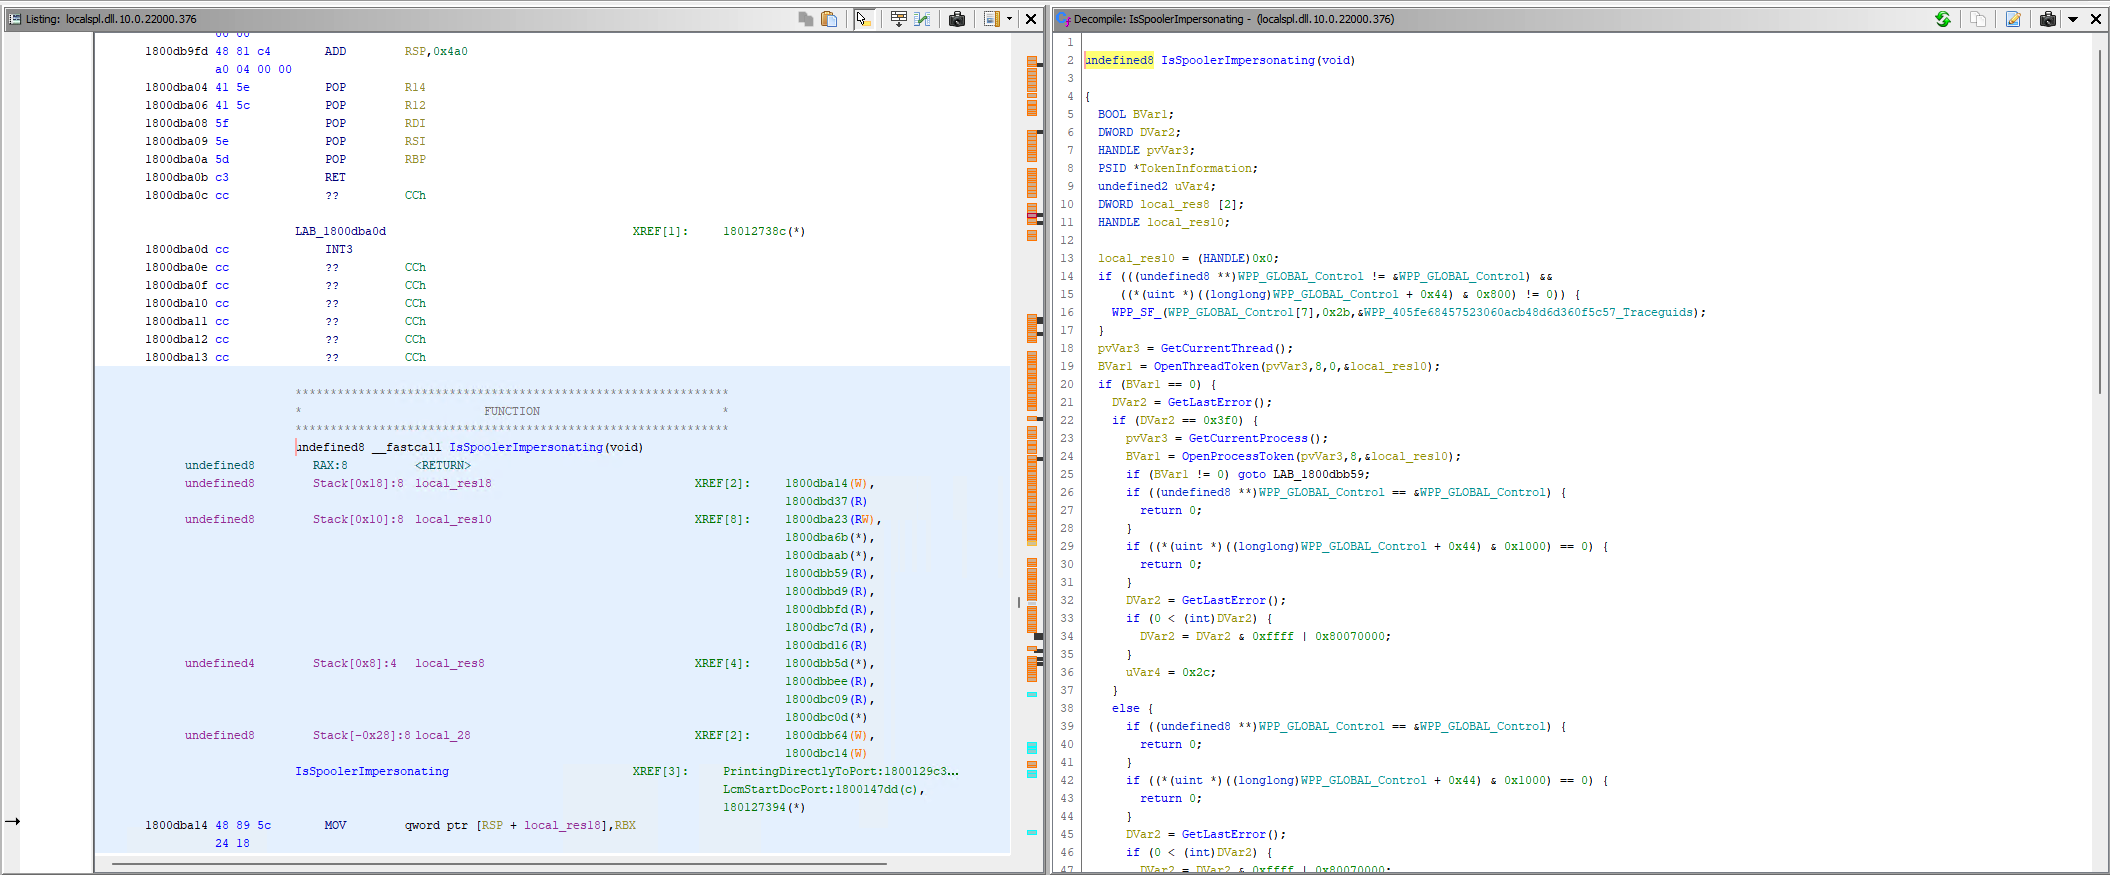 Listing: localspl.dll.10.0.22000.376
00 00
1800db9fd 48 81 c4 ADD RSP,0x4a0
a0 04 00 00
1800dba04 41 5e POP R14
1800dba06 41 5c POP R12
1800dba08 5f POP RDI
1800dba09 5e POP RSI
1800dba0a 5d POP RBP
1800dba0b c3 RET
1800dba0c cc ?? CCh
LAB_1800dba0d XREF[1]: 18012738c(*)
1800dba0d cc INT3
1800dba0e cc ?? CCh
1800dba0f cc ?? CCh
1800dba10 cc ?? CCh
1800dba11 cc ?? CCh
1800dba12 cc ?? CCh
1800dba13 cc ?? CCh
**************************************************************
* FUNCTION *
**************************************************************
undefined8 __fastcall IsSpoolerImpersonating(void)
undefined8 RAX:8 <RETURN>
undefined8 Stack[0x18]:8 local_res18 XREF[2]: 1800dba14(W),
1800dbd37(R)
undefined8 Stack[0x10]:8 local_res10 XREF[8]: 1800dba23(RW),
1800dba6b(*),
1800dbaab(*),
1800dbb59(R),
1800dbbd9(R),
1800dbbfd(R),
1800dbc7d(R),
1800dbd16(R)
undefined4 Stack[0x8]:4 local_res8 XREF[4]: 1800dbb5d(*),
1800dbbee(R),
1800dbc09(R),
1800dbc0d(*)
undefined8 Stack[-0x28]:8 local_28 XREF[2]: 1800dbb64(W),
1800dbc14(W)
IsSpoolerImpersonating XREF[3]: PrintingDirectlyToPort:1800129c3...
LcmStartDocPort:1800147dd(c),
180127394(*)
1800dba14 48 89 5c MOV qword ptr [RSP + local_res18],RBX
24 18
Decompile: IsSpoolerImpersonating - (localspl.dll.10.0.22000.376)
1
2 undefined8 IsSpoolerImpersonating(void)
3
4 {
5 BOOL BVar1;
6 DWORD DVar2;
7 HANDLE pvVar3;
8 PSID *TokenInformation;
9 undefined2 uVar4;
10 DWORD local_res8 [2];
11 HANDLE local_res10;
12
13 local_res10 = (HANDLE)0x0;
14 if (((undefined8 **)WPP_GLOBAL_Control != &WPP_GLOBAL_Control) &&
15 ((*(uint *)((longlong)WPP_GLOBAL_Control + 0x44) & 0x800) != 0)) {
16 WPP_SF_(WPP_GLOBAL_Control[7],0x2b,&WPP_405fe68457523060acb48d6d360f5c57_Traceguids);
17 }
18 pvVar3 = GetCurrentThread();
19 BVar1 = OpenThreadToken(pvVar3,8,0,&local_res10);
20 if (BVar1 == 0) {
21 DVar2 = GetLastError();
22 if (DVar2 == 0x3f0) {
23 pvVar3 = GetCurrentProcess();
24 BVar1 = OpenProcessToken(pvVar3,8,&local_res10);
25 if (BVar1 != 0) goto LAB_1800dbb59;
26 if ((undefined8 **)WPP_GLOBAL_Control == &WPP_GLOBAL_Control) {
27 return 0;
28 }
29 if ((*(uint *)((longlong)WPP_GLOBAL_Control + 0x44) & 0x1000) == 0) {
30 return 0;
31 }
32 DVar2 = GetLastError();
33 if (0 < (int)DVar2) {
34 DVar2 = DVar2 & 0xffff | 0x80070000;
35 }
36 uVar4 = 0x2c;
37 }
38 else {
39 if ((undefined8 **)WPP_GLOBAL_Control == &WPP_GLOBAL_Control) {
40 return 0;
41 }
42 if ((*(uint *)((longlong)WPP_GLOBAL_Control + 0x44) & 0x1000) == 0) {
43 return 0;
44 }
45 DVar2 = GetLastError();
46 if (0 < (int)DVar2) {
47 DVar2 = DVar2 & 0xffff | 0x80070000;